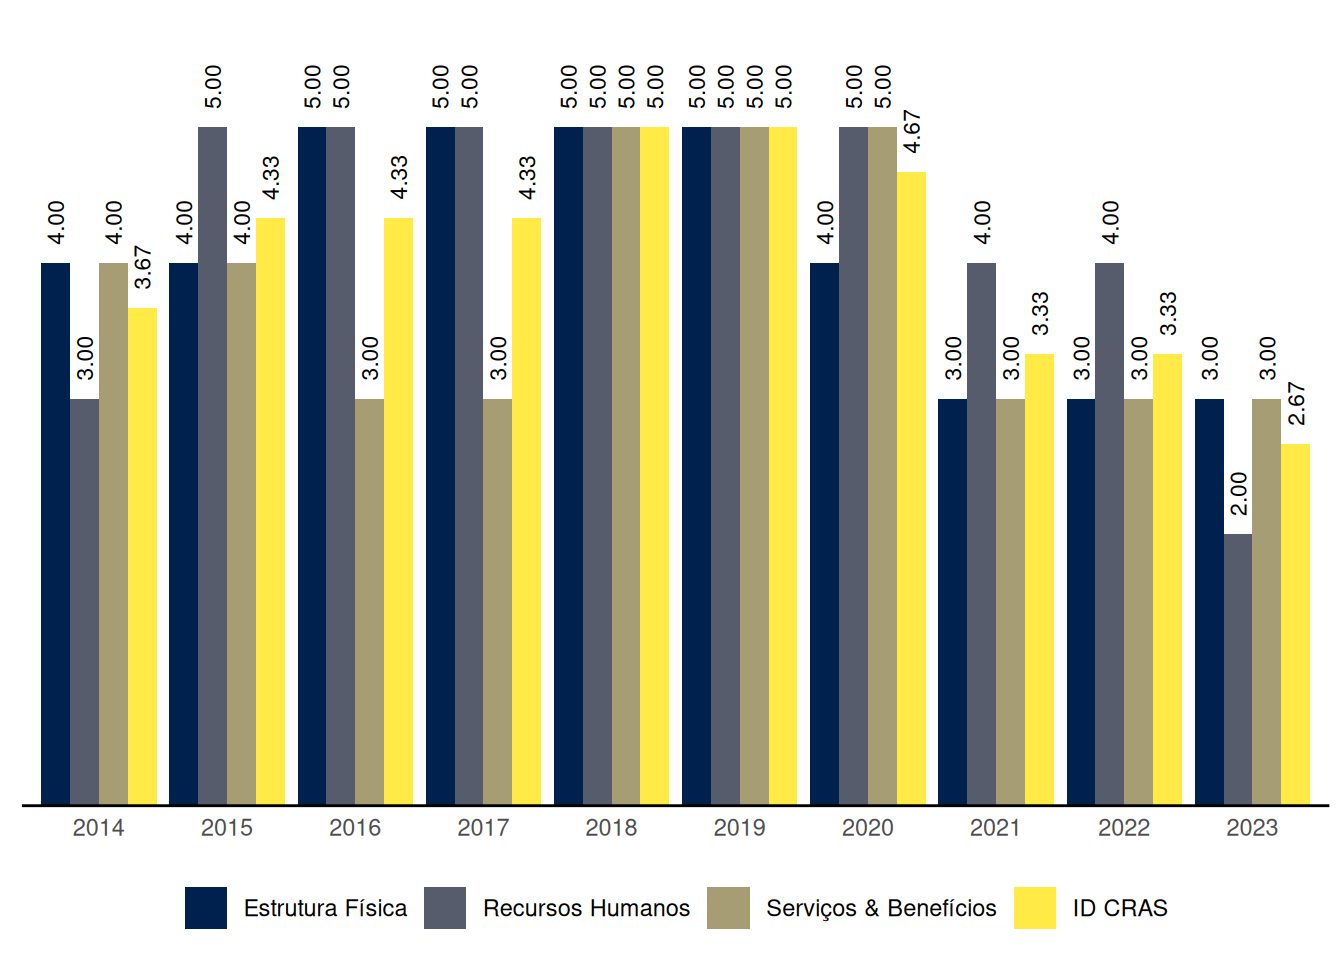 4.00 3.00 4.00 3.67 4.00 5.00 4.00 4.33 5.00 5.00 3.00 4.33 5.00 5.00 3.00 4.33 5.00 5.00 5.00 5.00 5.00 5.00 5.00 5.00 4.00 5.00 5.00 4.67 3.00 4.00 3.00 3.33 3.00 4.00 3.00 3.33 3.00 2.00 3.00 2.67
2014 2015 2016 2017 2018 2019 2020 2021 2022 2023
Estrutura Física Recursos Humanos Serviços & Benefícios ID CRAS